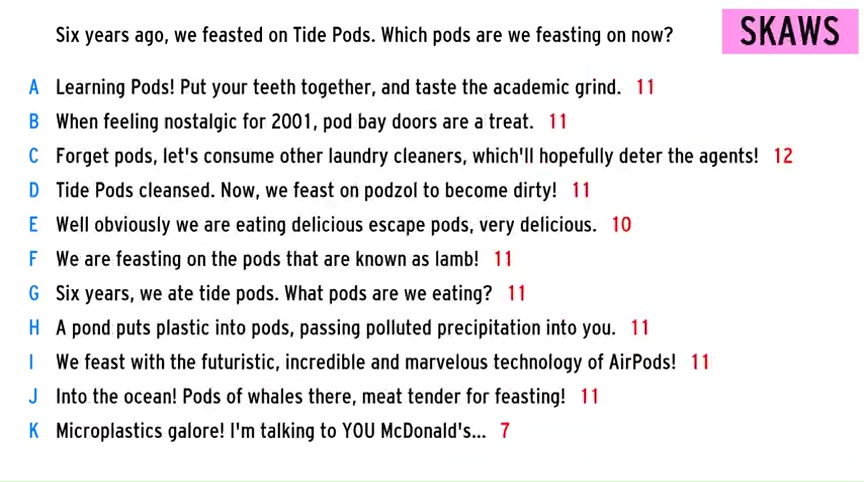 Six years ago, we feasted on Tide Pods. Which pods are we feasting on now?
SKAWS
A Learning Pods! Put your teeth together, and taste the academic grind. 11
B When feeling nostalgic for 2001, pod bay doors are a treat. 11
C Forget pods, let's consume other laundry cleaners, which'll hopefully deter the agents! 12
D Tide Pods cleansed. Now, we feast on podzol to become dirty! 11
E Well obviously we are eating delicious escape pods, very delicious. 10
F We are feasting on the pods that are known as lamb! 11
G Six years, we ate tide pods. What pods are we eating? 11
H A pond puts plastic into pods, passing polluted precipitation into you. 11
I We feast with the futuristic, incredible and marvelous technology of AirPods! 11
J Into the ocean! Pods of whales there, meat tender for feasting! 11
K Microplastics galore! I'm talking to YOU McDonald's... 7